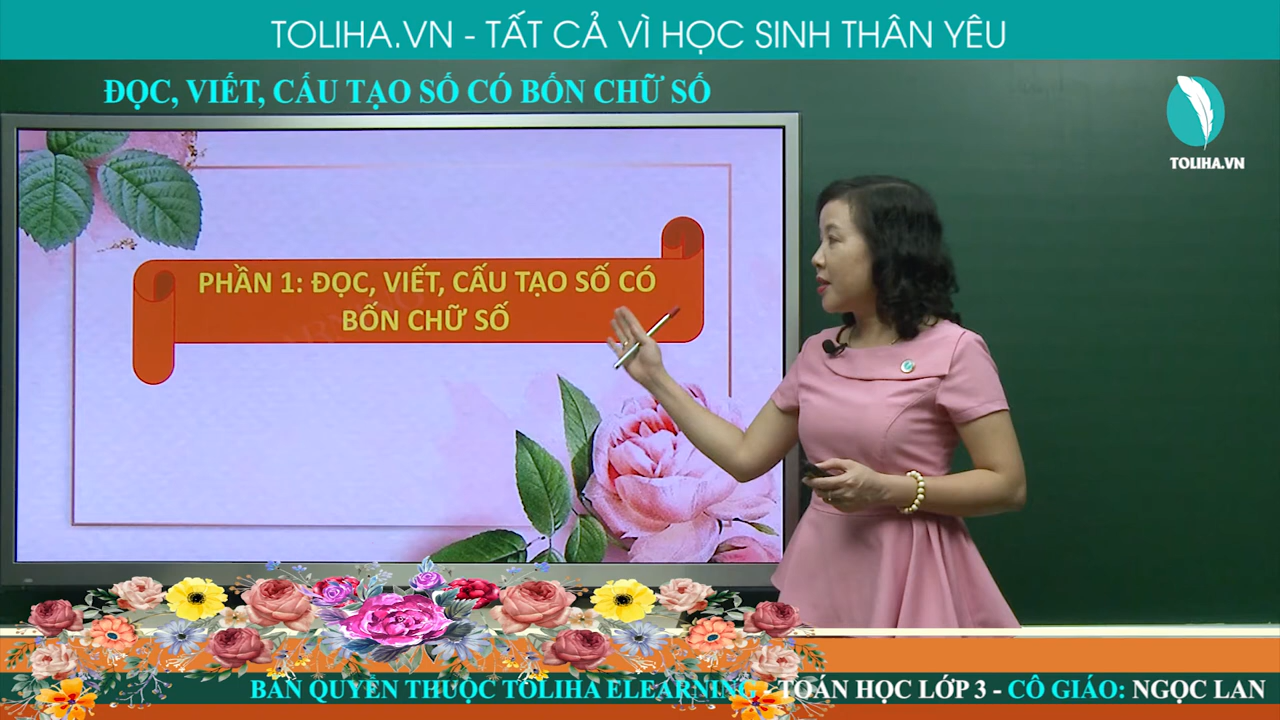 TOLIHA.VN - TẤT CẢ VÌ HỌC SINH THÂN YÊU
ĐỌC, VIẾT, CẤU TẠO SỐ CÓ BỐN CHỮ SỐ
TOLIHA.VN
PHẦN 1: ĐỌC, VIẾT, CẤU TẠO SỐ CÓ
BỐN CHỮ SỐ
BẢN QUYỀN THUỘC TOLIHA ELEARNING - TOÁN HỌC LỚP 3 - CÔ GIÁO: NGỌC LAN